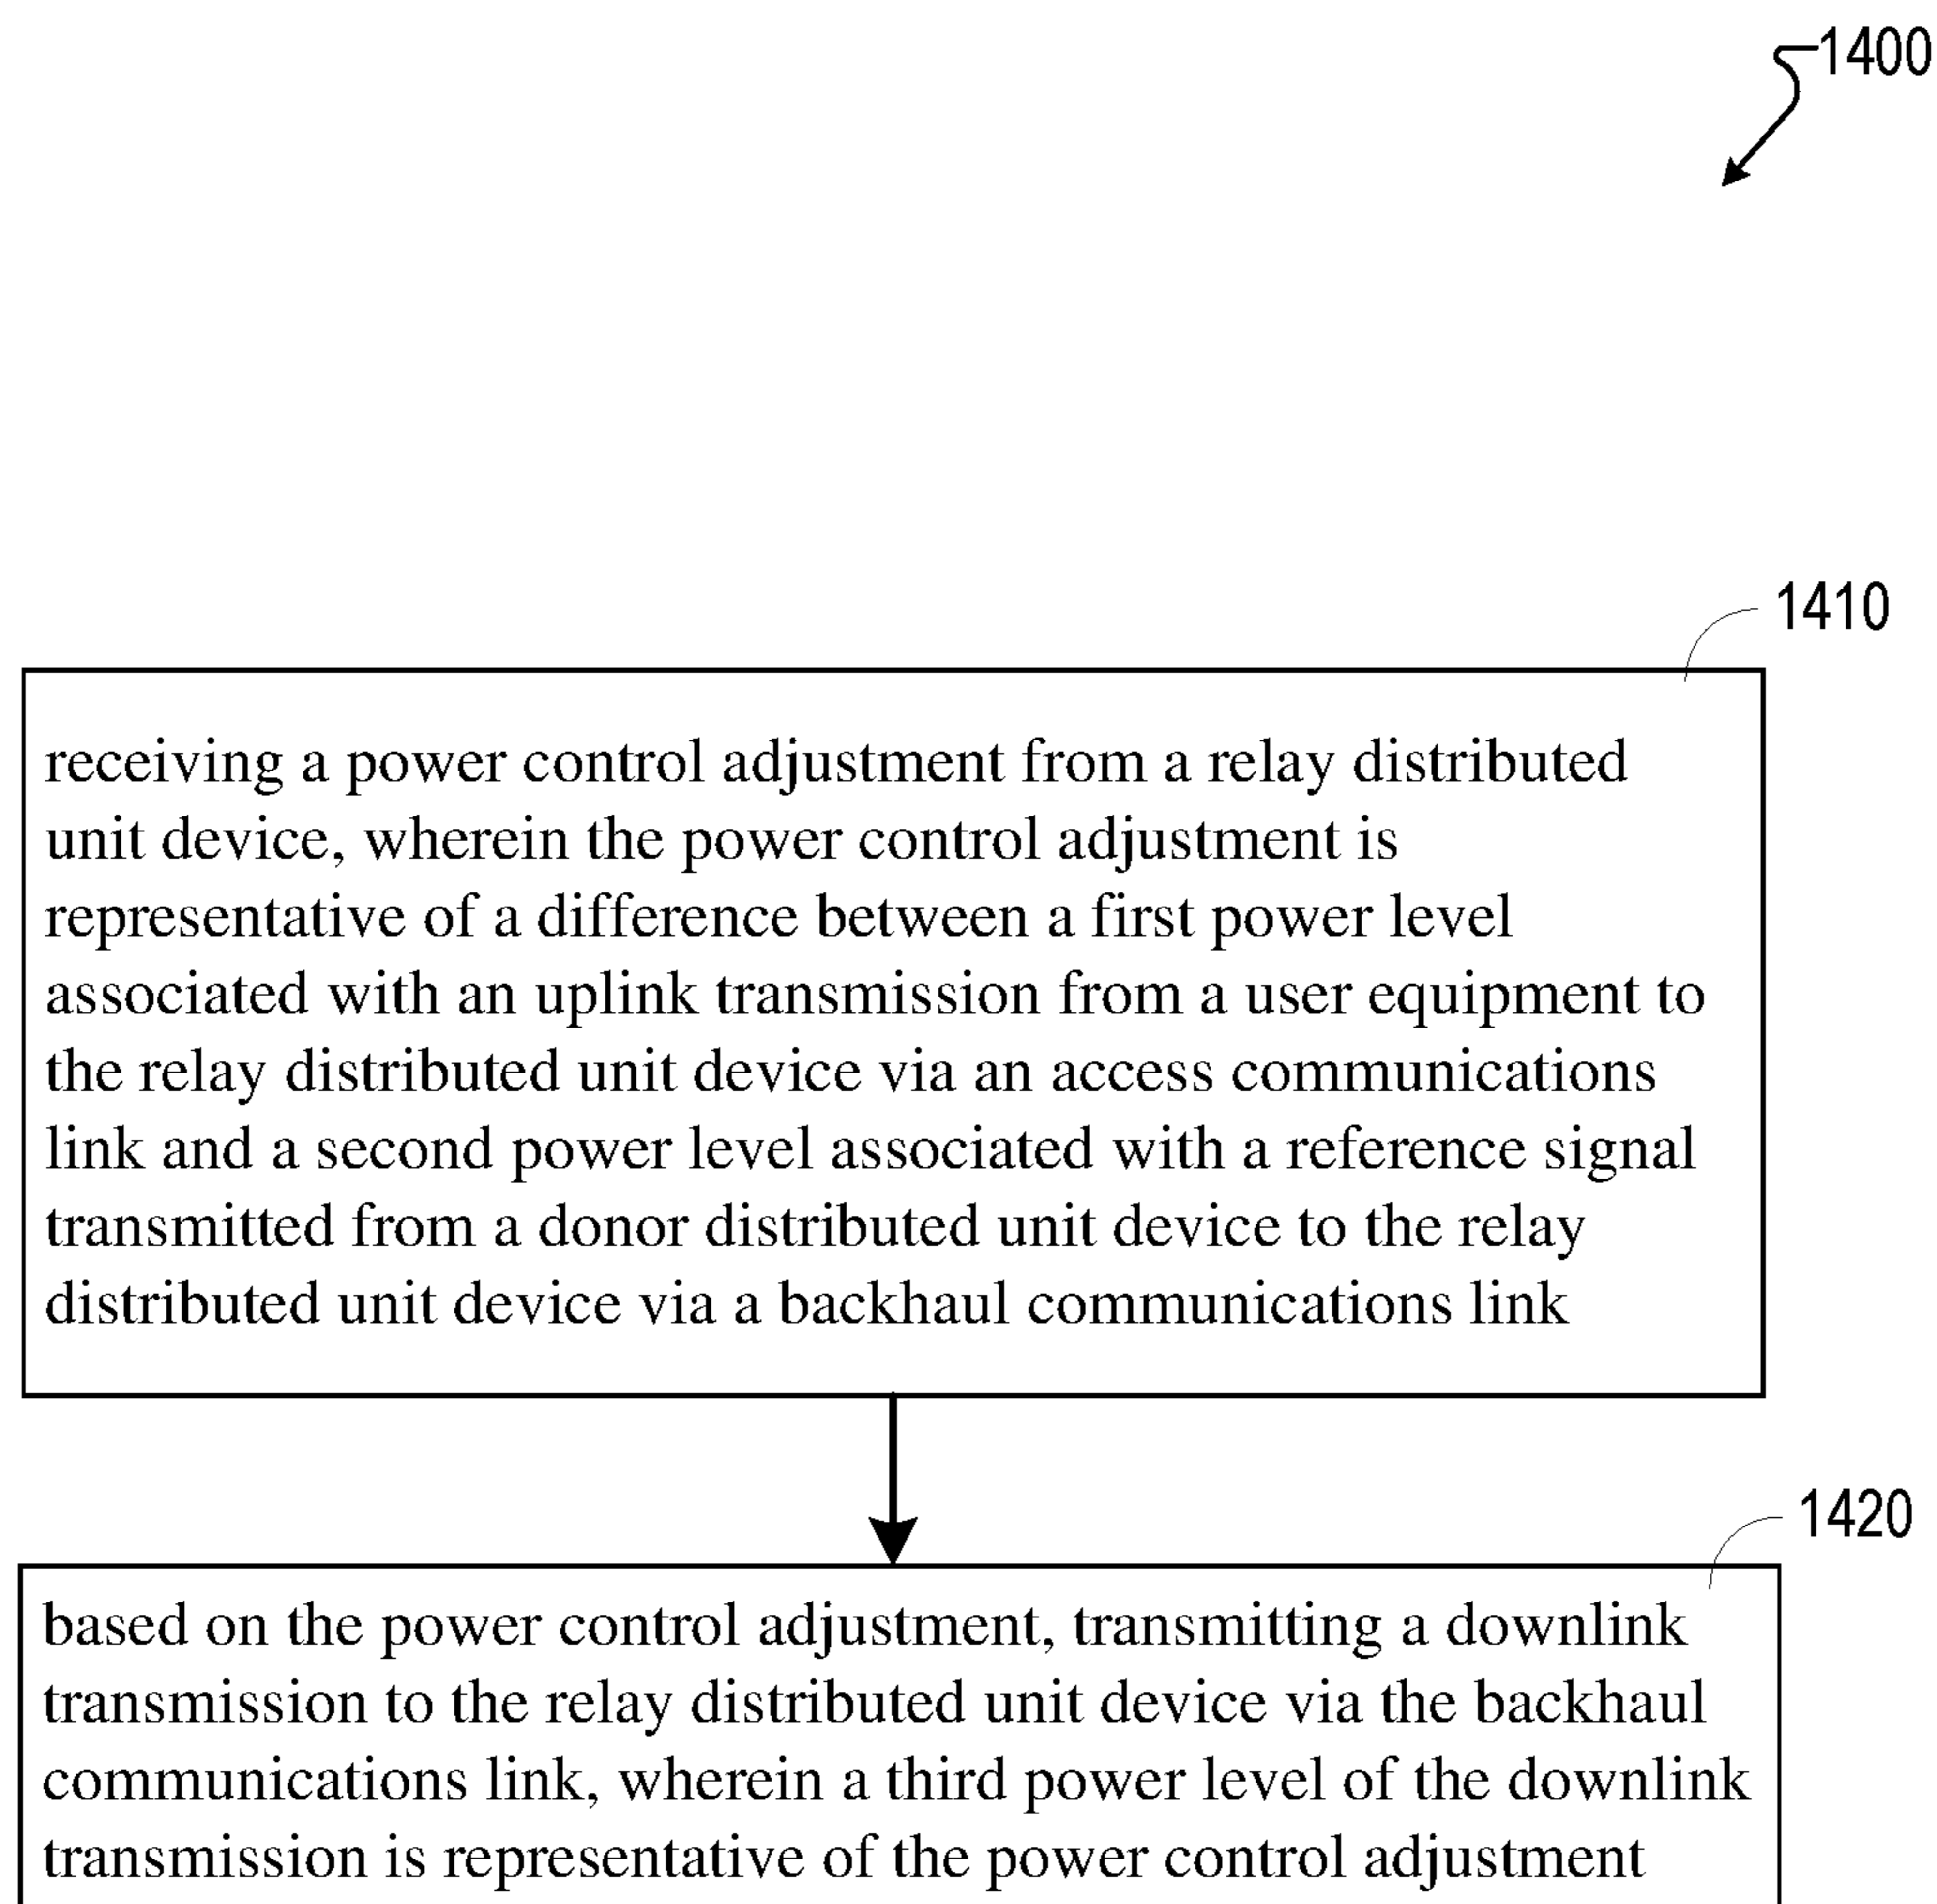 1400
1410
receiving a power control adjustment from a relay distributed
unit device, wherein the power control adjustment is
representative of a difference between a first power level
associated with an uplink transmission from a user equipment to
the relay distributed unit device via an access communications
link and a second power level associated with a reference signal
transmitted from a donor distributed unit device to the relay
distributed unit device via a backhaul communications link
1420
based on the power control adjustment, transmitting a downlink
transmission to the relay distributed unit device via the backhaul
communications link, wherein a third power level of the downlink
transmission is representative of the power control adjustment